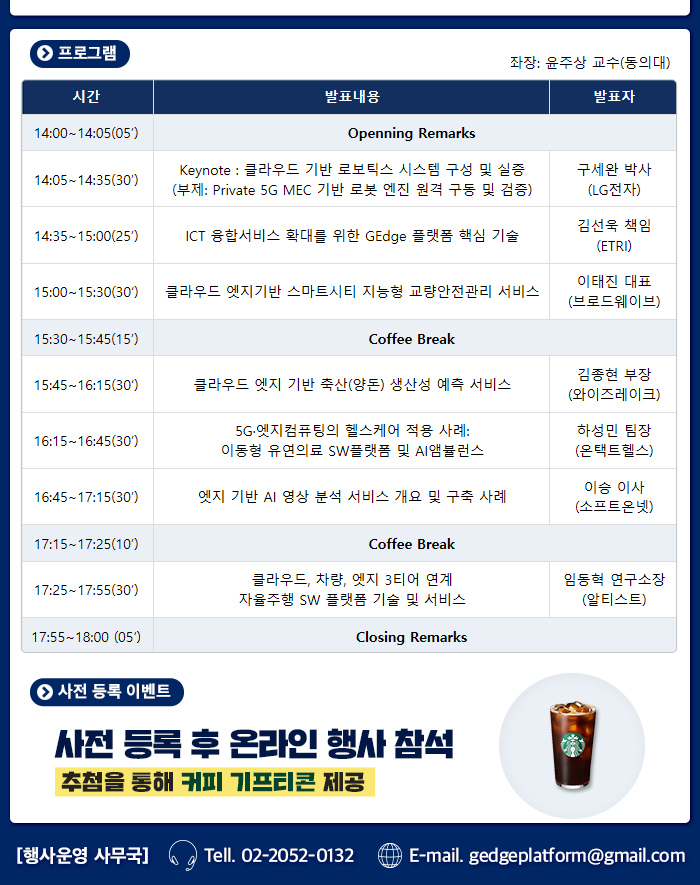 프로그램
좌장: 윤주상 교수(동의대)
시간 발표내용 발표자
14:00~14:05(05′) Openning Remarks
14:05~14:35(30′) Keynote : 클라우드 기반 로보틱스 시스템 구성 및 실증 구세완 박사
(부제: Private 5G MEC 기반 로봇 엔진 원격 구동 및 검증) (LG전자)
14:35~15:00(25′) ICT 융합서비스 확대를 위한 GEdge 플랫폼 핵심 기술 김선욱 책임
(ETRI)
15:00~15:30(30′) 클라우드 엣지기반 스마트시티 지능형 교량안전관리 서비스 이태진 대표
(브로드웨이브)
15:30~15:45(15′) Coffee Break
15:45~16:15(30′) 클라우드 엣지 기반 축산(양돈) 생산성 예측 서비스 김종현 부장
(와이즈레이크)
16:15~16:45(30′) 5G·엣지컴퓨팅의 헬스케어 적용 사례: 하성민 팀장
이동형 유연의료 SW플랫폼 및 AI앰뷸런스 (온택트헬스)
16:45~17:15(30′) 엣지 기반 AI 영상 분석 서비스 개요 및 구축 사례 이승 이사
(소프트온넷)
17:15~17:25(10′) Coffee Break
17:25~17:55(30′) 클라우드, 차량, 엣지 3티어 연계 임동혁 연구소장
자율주행 SW 플랫폼 기술 및 서비스 (알티스트)
17:55~18:00 (05′) Closing Remarks
사전 등록 이벤트
사전 등록 후 온라인 행사 참석
추첨을 통해 커피 기프티콘 제공
[행사운영 사무국] Tell. 02-2052-0132 E-mail. gedgeplatform@gmail.com